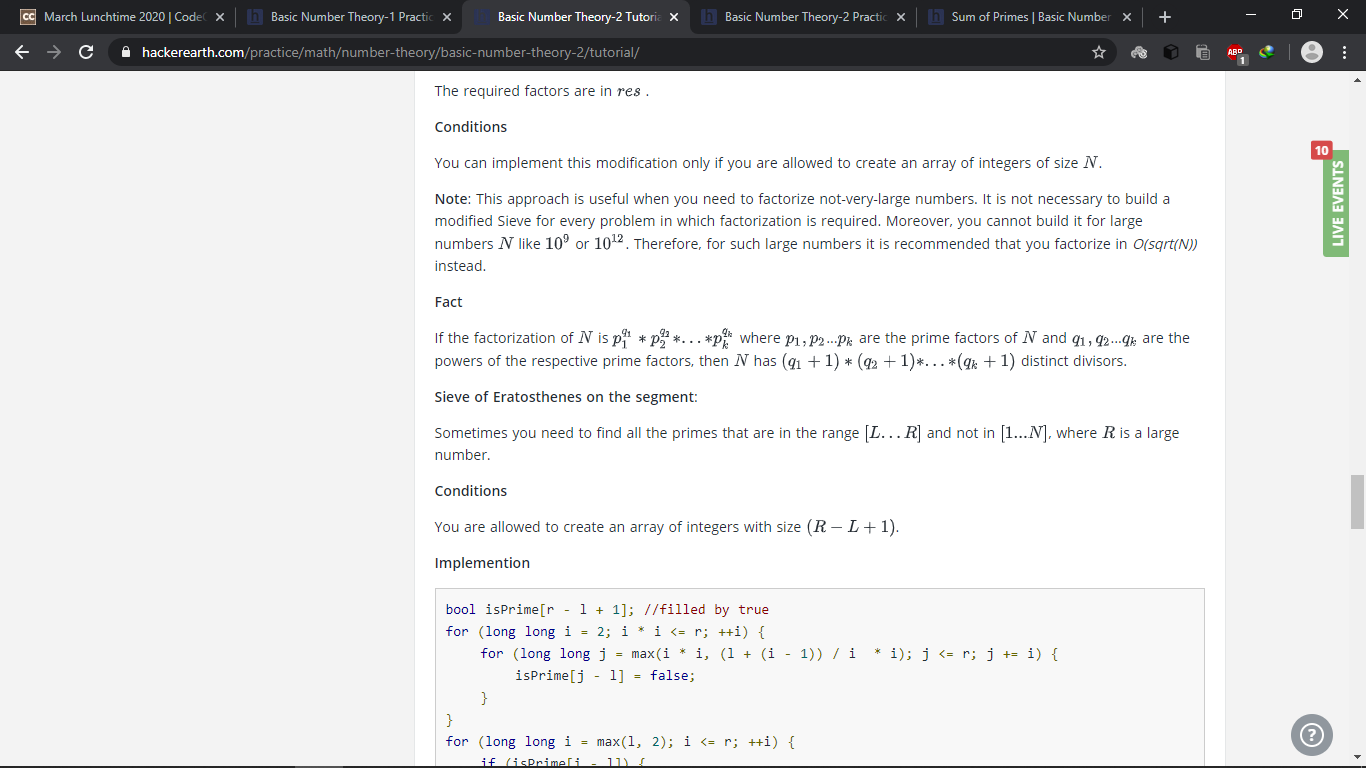 March Lunchtime 2020 | CodeC
Basic Number Theory-1 Practic
Basic Number Theory-2 Tutoria
Basic Number Theory-2 Practic
Sum of Primes | Basic Number
hackerearth.com/practice/math/number-theory/basic-number-theory-2/tutorial/
ABP
1
The required factors are in res .
Conditions
You can implement this modification only if you are allowed to create an array of integers of size N.
Note: This approach is useful when you need to factorize not-very-large numbers. It is not necessary to build a
modified Sieve for every problem in which factorization is required. Moreover, you cannot build it for large
numbers N like 10^9 or 10^12. Therefore, for such large numbers it is recommended that you factorize in O(sqrt(N))
instead.
Fact
If the factorization of N is p_1^{q_1} * p_2^{q_2} *. . . *p_k^{q_k} where p_1, p_2...p_k are the prime factors of N and q_1, q_2...q_k are the
powers of the respective prime factors, then N has (q_1 + 1) * (q_2 + 1)*. . . *(q_k + 1) distinct divisors.
Sieve of Eratosthenes on the segment:
Sometimes you need to find all the primes that are in the range [L. . . R] and not in [1...N], where R is a large
number.
Conditions
You are allowed to create an array of integers with size (R − L + 1).
Implemention
bool isPrime[r - l + 1]; //filled by true
for (long long i = 2; i * i <= r; ++i) {
for (long long j = max(i * i, (l + (i - 1)) / i  * i); j <= r; j += i) {
isPrime[j - l] = false;
}
}
for (long long i = max(l, 2); i <= r; ++i) {
if (isPrime[i - l]) {
10
LIVE EVENTS
?